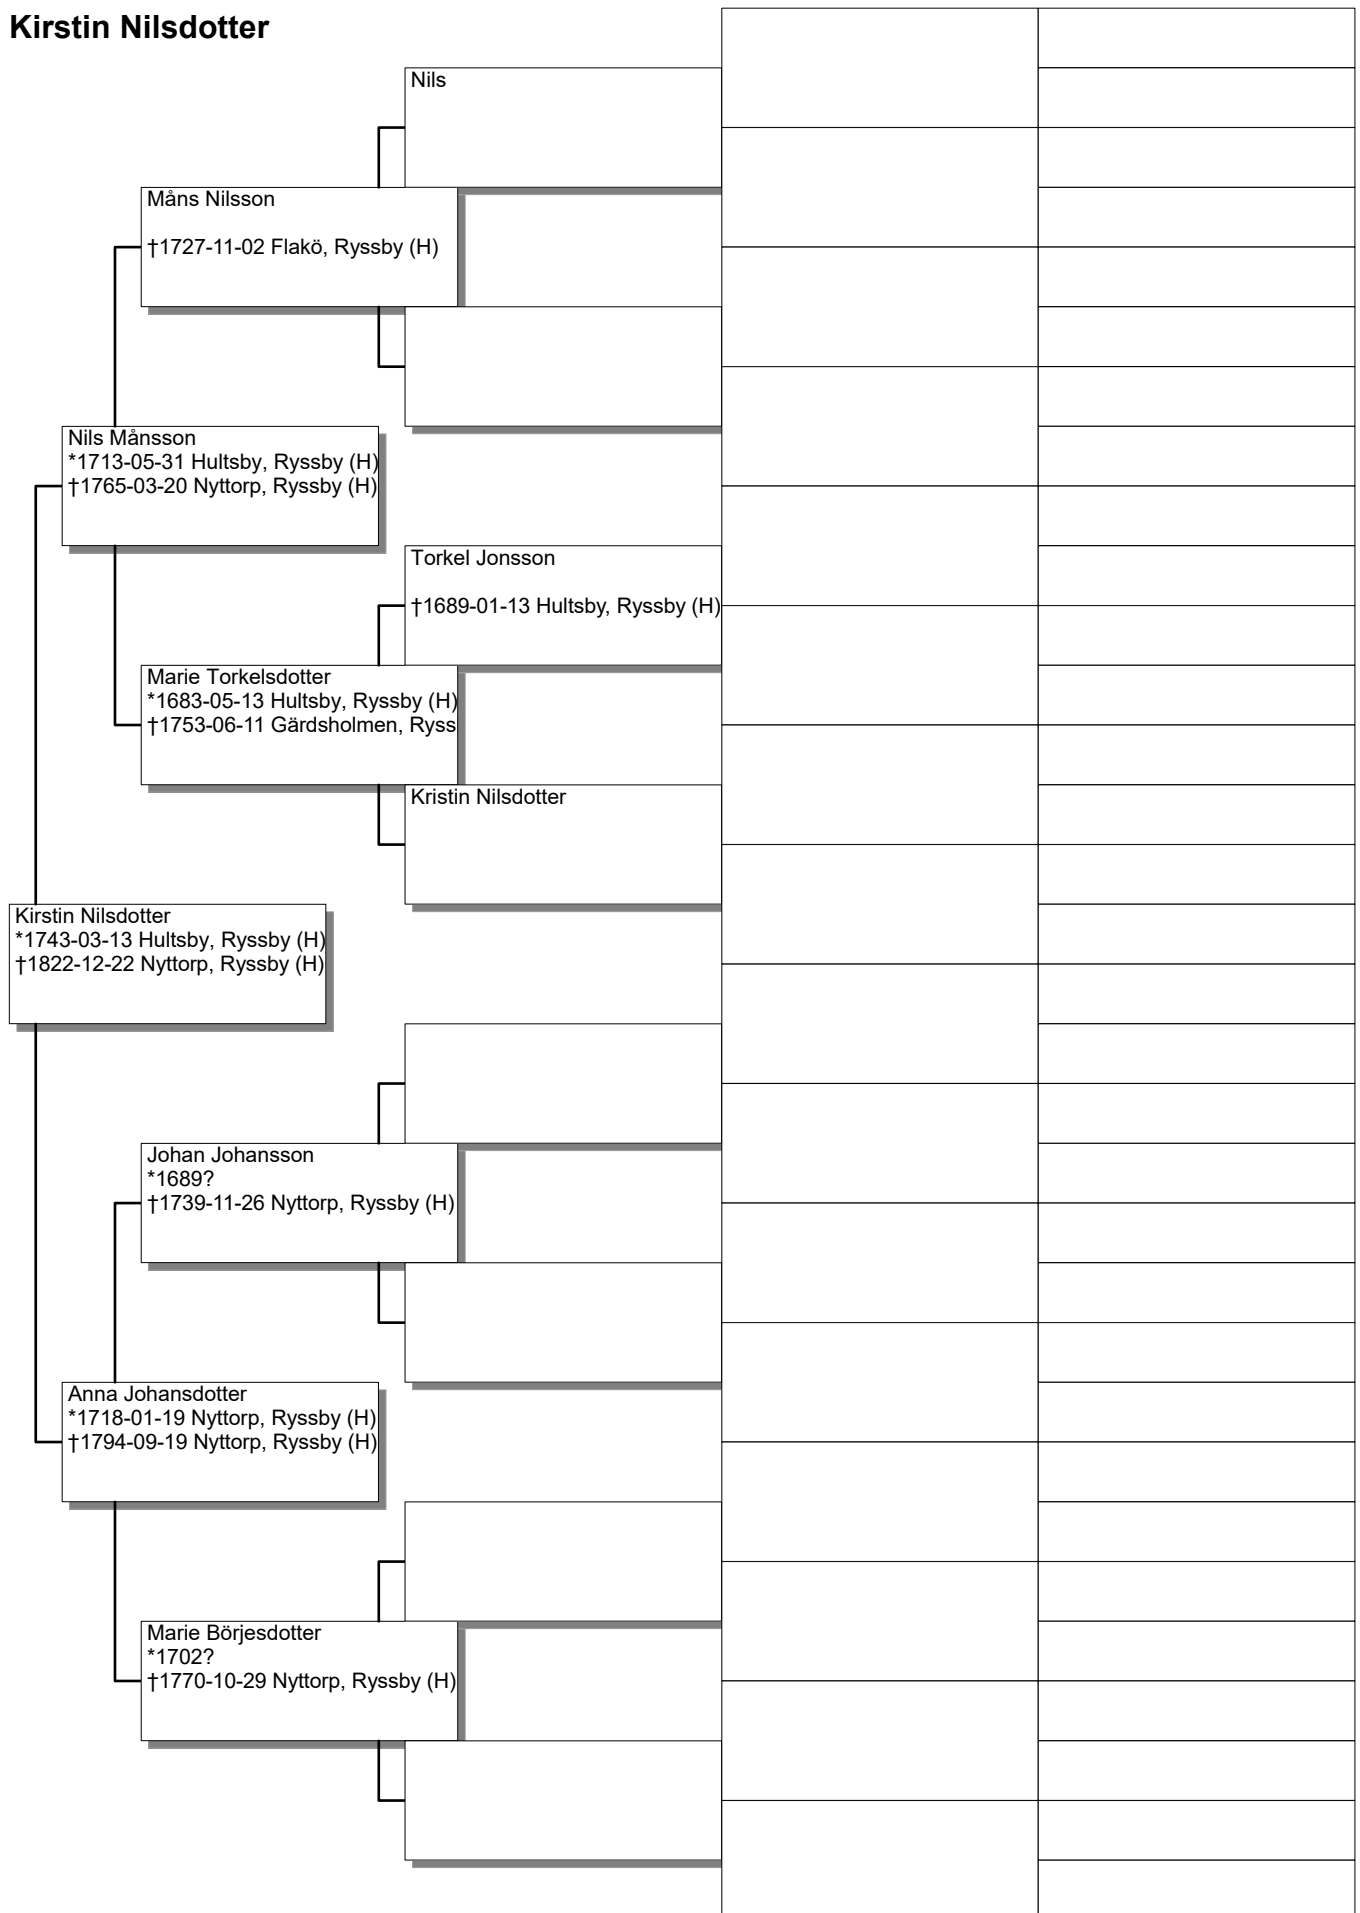 Kirstin Nilsdotter
Nils
Måns Nilsson
†1727-11-02 Flakö, Ryssby (H)
Nils Månsson
*1713-05-31 Hultsby, Ryssby (H)
†1765-03-20 Nyttorp, Ryssby (H)
Torkel Jonsson
†1689-01-13 Hultsby, Ryssby (H)
Marie Torkelsdotter
*1683-05-13 Hultsby, Ryssby (H)
†1753-06-11 Gärdsholmen, Ryss
Kristin Nilsdotter
Kirstin Nilsdotter
*1743-03-13 Hultsby, Ryssby (H)
†1822-12-22 Nyttorp, Ryssby (H)
Johan Johansson
*1689?
†1739-11-26 Nyttorp, Ryssby (H)
Anna Johansdotter
*1718-01-19 Nyttorp, Ryssby (H)
†1794-09-19 Nyttorp, Ryssby (H)
Marie Börjesdotter
*1702?
†1770-10-29 Nyttorp, Ryssby (H)